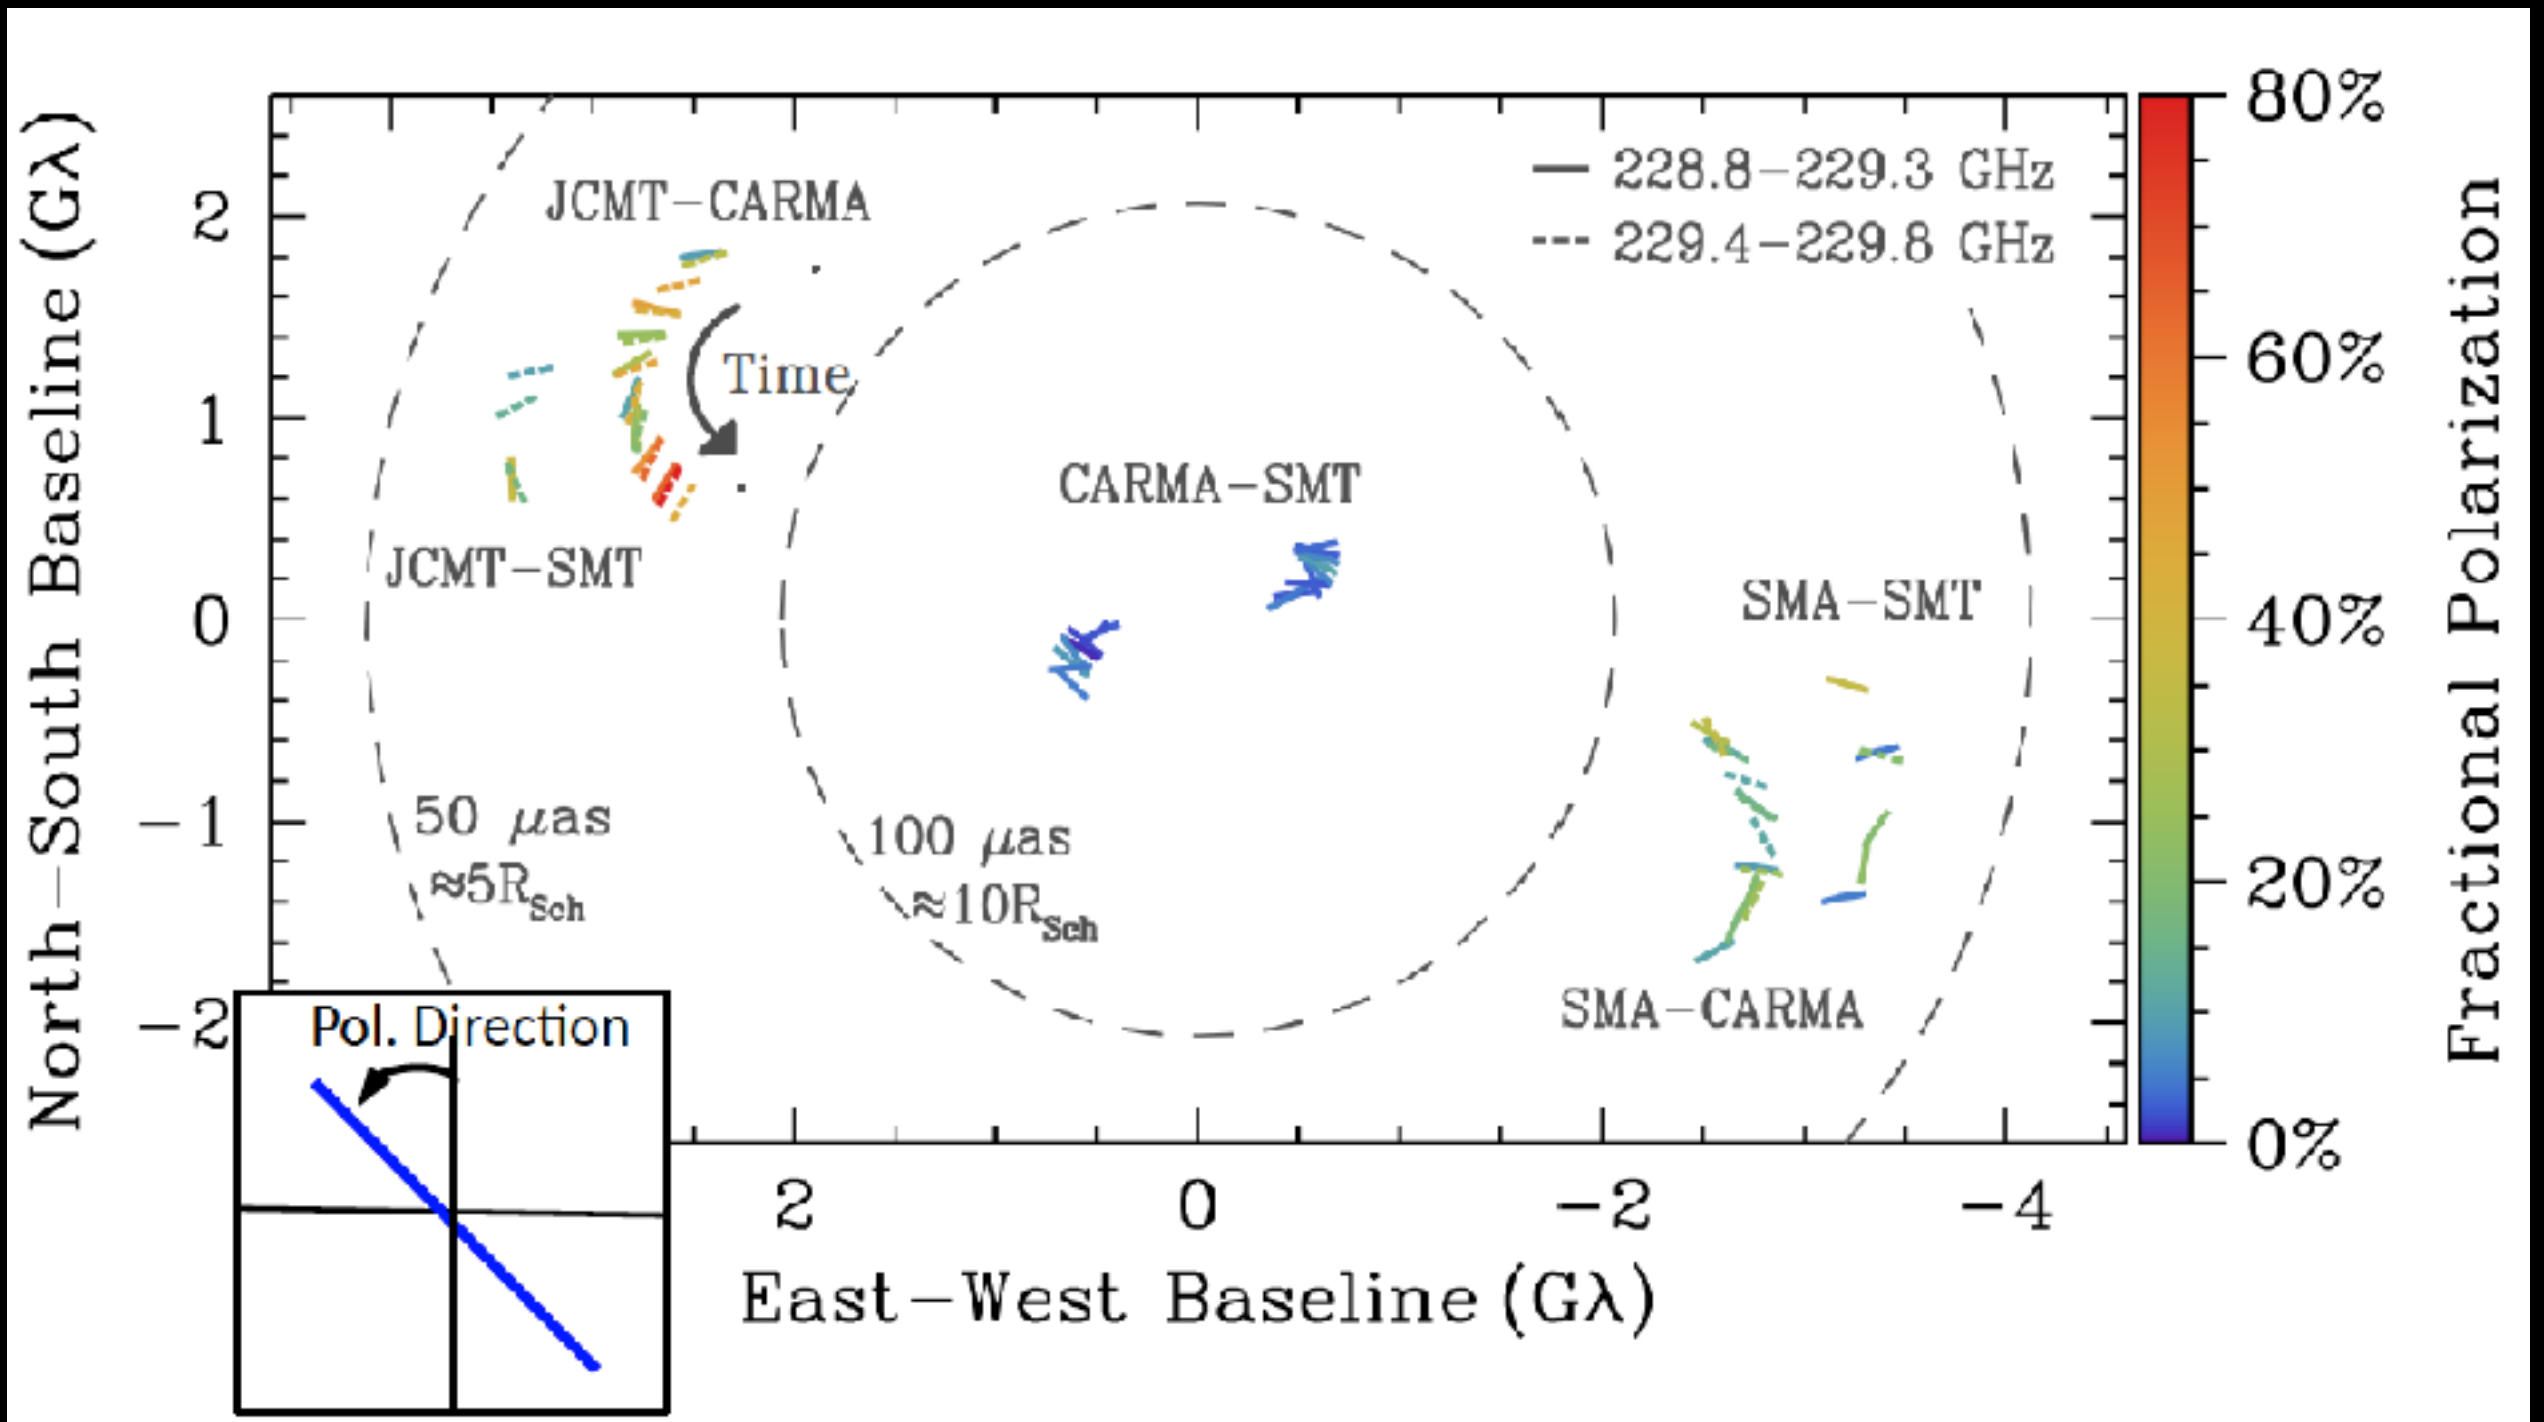 80%
2
JCMT−CARMA
228.8−229.3 GHz
229.4−229.8 GHz
60%
Time
1
CARMA−SMT
JCMT−SMT
0
SMA−SMT
40%
North−South Baseline (Gλ)
Fractional Polarization
−1
50 μas
≈5R_Sch
100 μas
≈10R_Sch
20%
SMA−CARMA
−2
Pol. Direction
0%
2
0
−2
−4
East−West Baseline (Gλ)